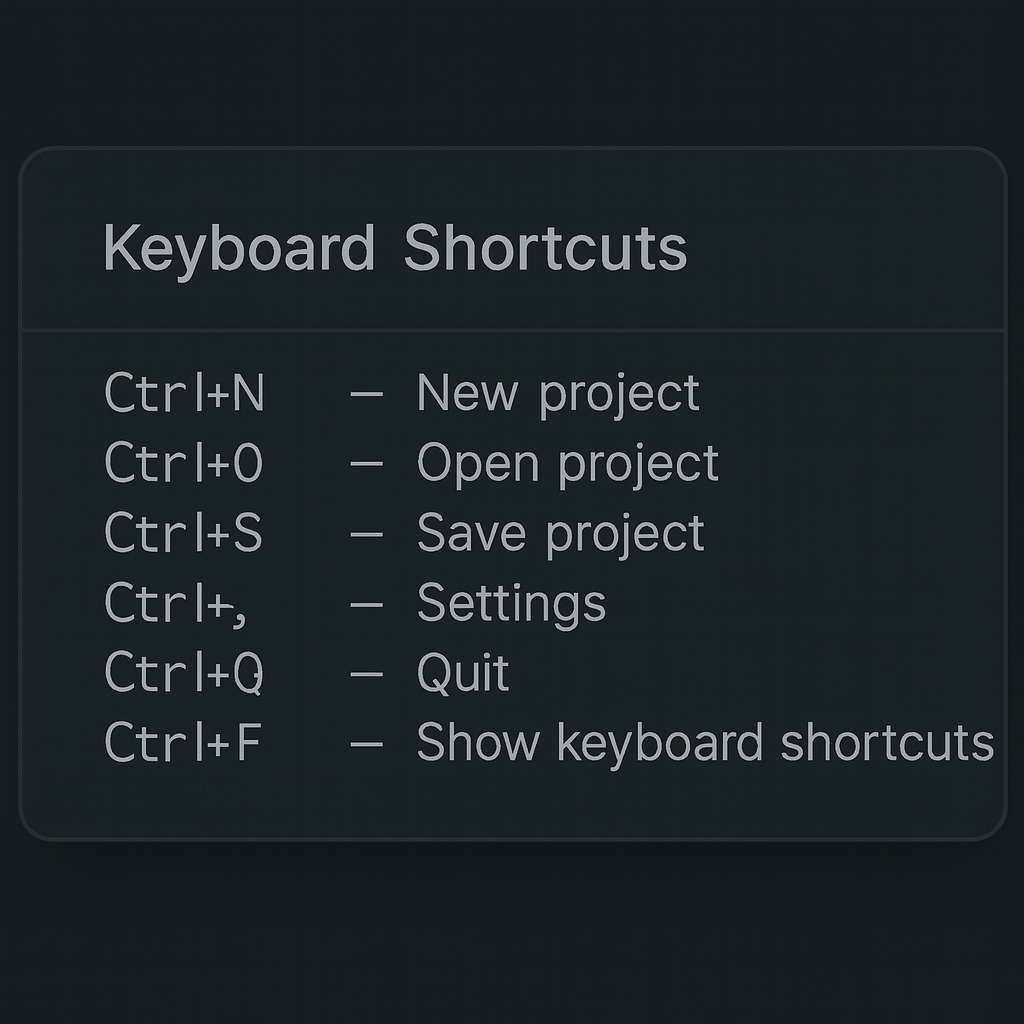 Keyboard Shortcuts
Ctrl+N — New project
Ctrl+O — Open project
Ctrl+S — Save project
Ctrl+, — Settings
Ctrl+Q — Quit
Ctrl+F — Show keyboard shortcuts